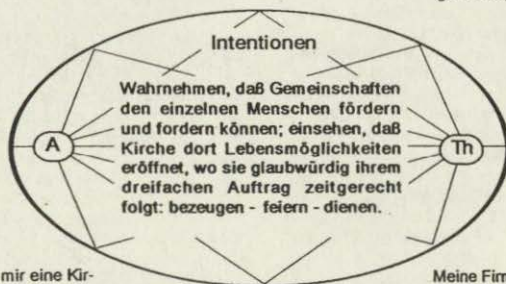 Intentionen
Wahrnehmen, daß Gemeinschaften
den einzelnen Menschen fördern
und fordern können; einsehen, daß
Kirche dort Lebensmöglichkeiten
eröffnet, wo sie glaubwürdig ihrem
A
Th
dreifachen Auftrag zeitgerecht
folgt: bezeugen - feiern - dienen.
mir eine Kir-
Meine Firm